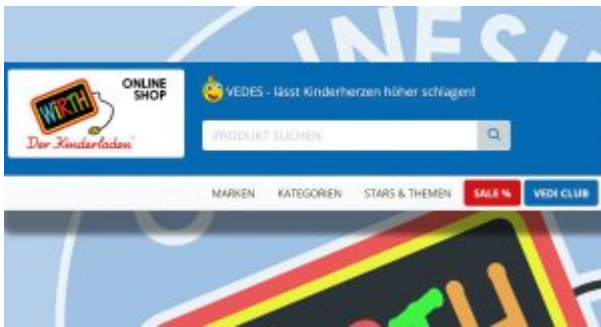 ONLINE
SHOP
WIRTH
Der Kinderladen
VEDES - lässt Kinderherzen höher schlagen!
PRODUKT SUCHEN
MARKEN KATEGORIEN STARS & THEMEN SALE % VEDI CLUB